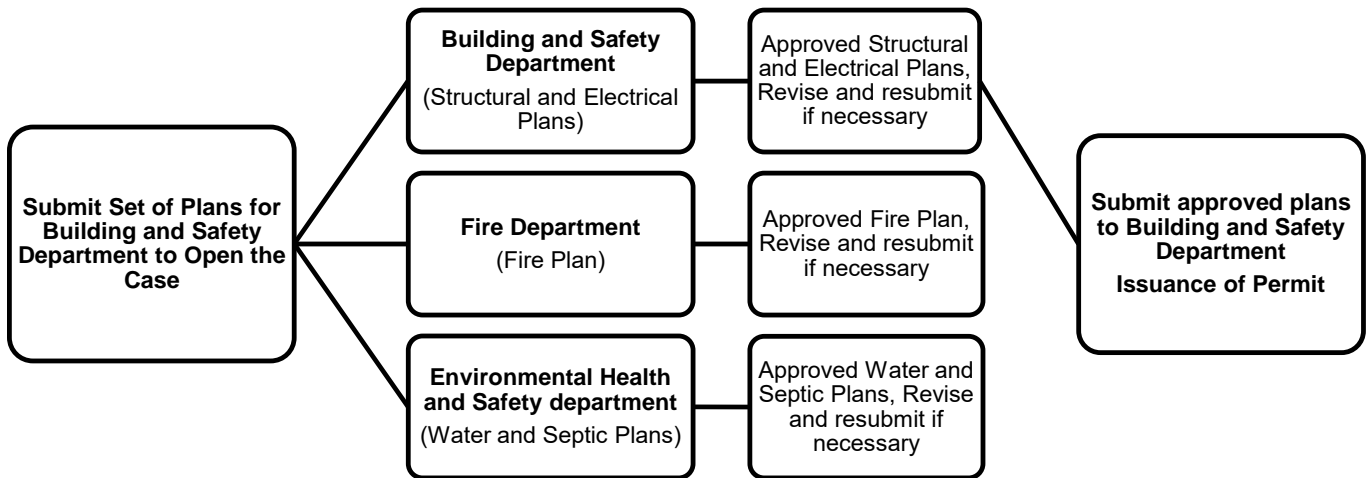 Submit Set of Plans for
Building and Safety
Department to Open the
Case
Building and Safety
Department
(Structural and Electrical
Plans)
Approved Structural
and Electrical Plans,
Revise and resubmit
if necessary
Fire Department
(Fire Plan)
Approved Fire Plan,
Revise and resubmit
if necessary
Environmental Health
and Safety department
(Water and Septic Plans)
Approved Water and
Septic Plans, Revise
and resubmit if
necessary
Submit approved plans
to Building and Safety
Department
Issuance of Permit